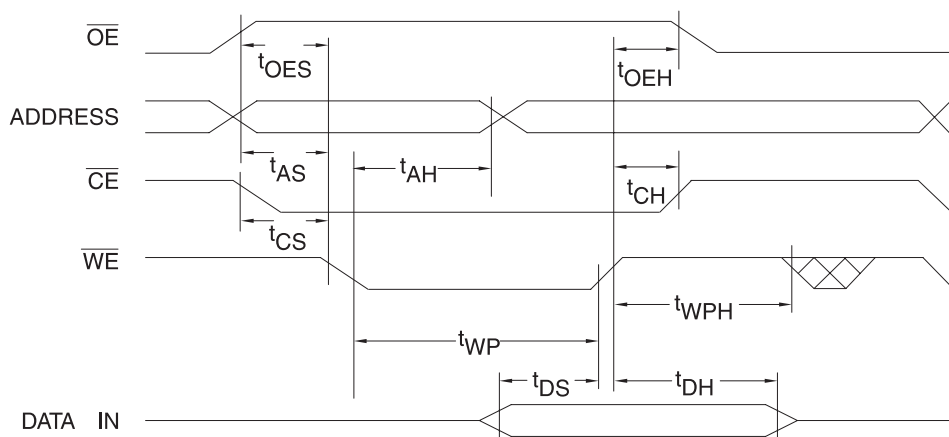 OE
tOES
tOEH
ADDRESS
tAS
tAH
CE
tCH
tCS
WE
tWPH
tWP
tDS
tDH
DATA IN